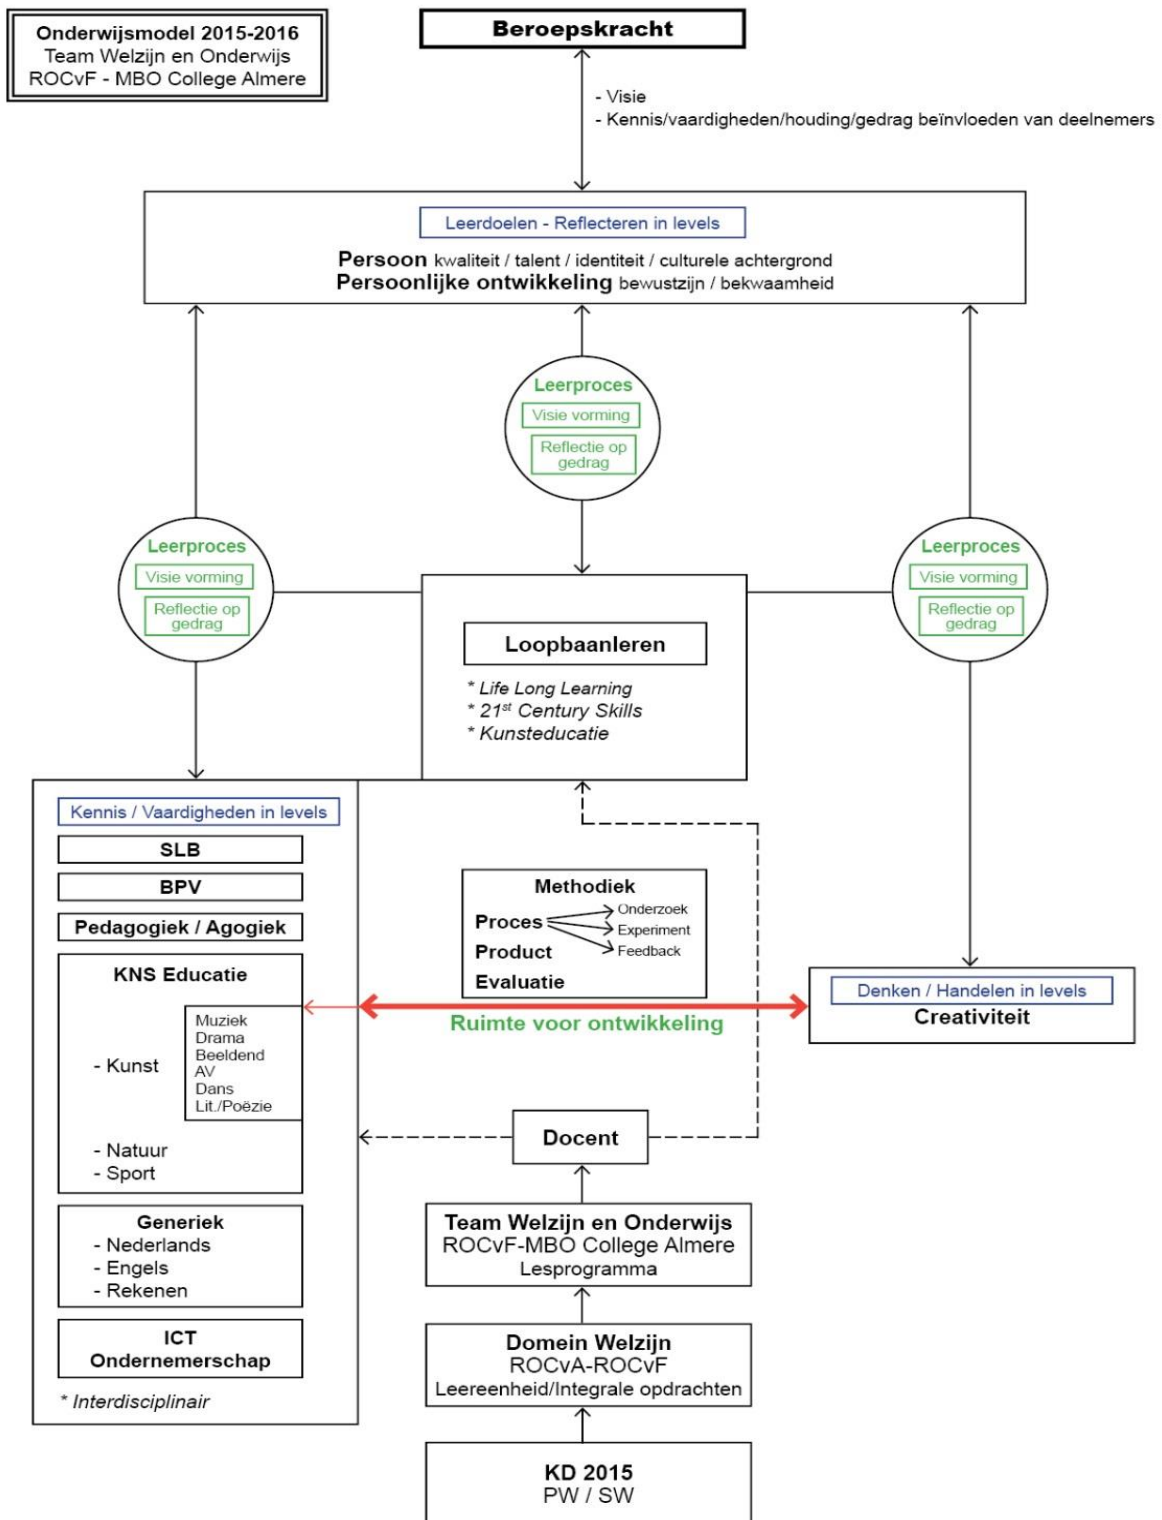 Onderwijsmodel 2015-2016
Team Welzijn en Onderwijs
ROCvF - MBO College Almere
Beroepskracht
- Visie
- Kennis/vaardigheden/houding/gedrag beïnvloeden van deelnemers
Leerdoelen - Reflecteren in levels
Persoon kwaliteit / talent / identiteit / culturele achtergrond
Persoonlijke ontwikkeling bewustzijn / bekwaamheid
Leerproces
Visie vorming
Reflectie op
gedrag
Leerproces
Visie vorming
Reflectie op
gedrag
Leerproces
Visie vorming
Reflectie op
gedrag
Loopbaanleren
* Life Long Learning
* 21st Century Skills
* Kunsteducatie
Kennis / Vaardigheden in levels
SLB
BPV
Pedagogiek / Agogiek
KNS Educatie
- Kunst
Muziek
Drama
Beeldend
AV
Dans
Lit./Poëzie
- Natuur
- Sport
Generiek
- Nederlands
- Engels
- Rekenen
ICT
Ondernemerschap
* Interdisciplinair
Methodiek
Proces
Onderzoek
Experiment
Feedback
Product
Evaluatie
Ruimte voor ontwikkeling
Denken / Handelen in levels
Creativiteit
Docent
Team Welzijn en Onderwijs
ROCvF-MBO College Almere
Lesprogramma
Domein Welzijn
ROCvA-ROCvF
Leereenheid/Integrale opdrachten
KD 2015
PW / SW